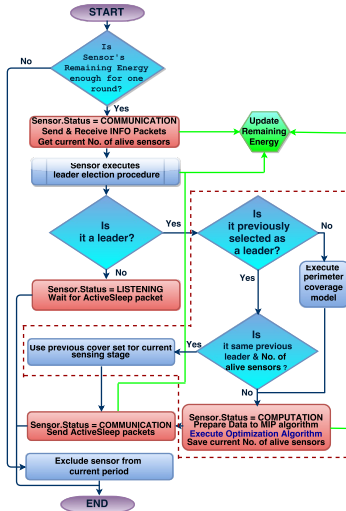 START
Is
Sensor's
Remaining Energy
enough for one
round?
No
Yes
Sensor.Status = COMMUNICATION
Send & Receive INFO Packets
Get current No. of alive sensors
Update
Remaining
Energy
Sensor executes
leader election procedure
Is
it a leader?
Yes
Is
it previously
selected as
a leader?
No
No
Yes
Execute
perimeter
coverage
model
Sensor.Status = LISTENING
Wait for ActiveSleep packet
Is
it same previous
leader & No. of
alive sensors ?
Yes
Use previous cover set for current
sensing stage
No
Sensor.Status = COMMUNICATION
Send ActiveSleep packets
Sensor.Status = COMPUTATION
Prepare Data to MIP algorithm
Execute Optimization Algorithm
Save current No. of alive sensors
Exclude sensor from
current period
END